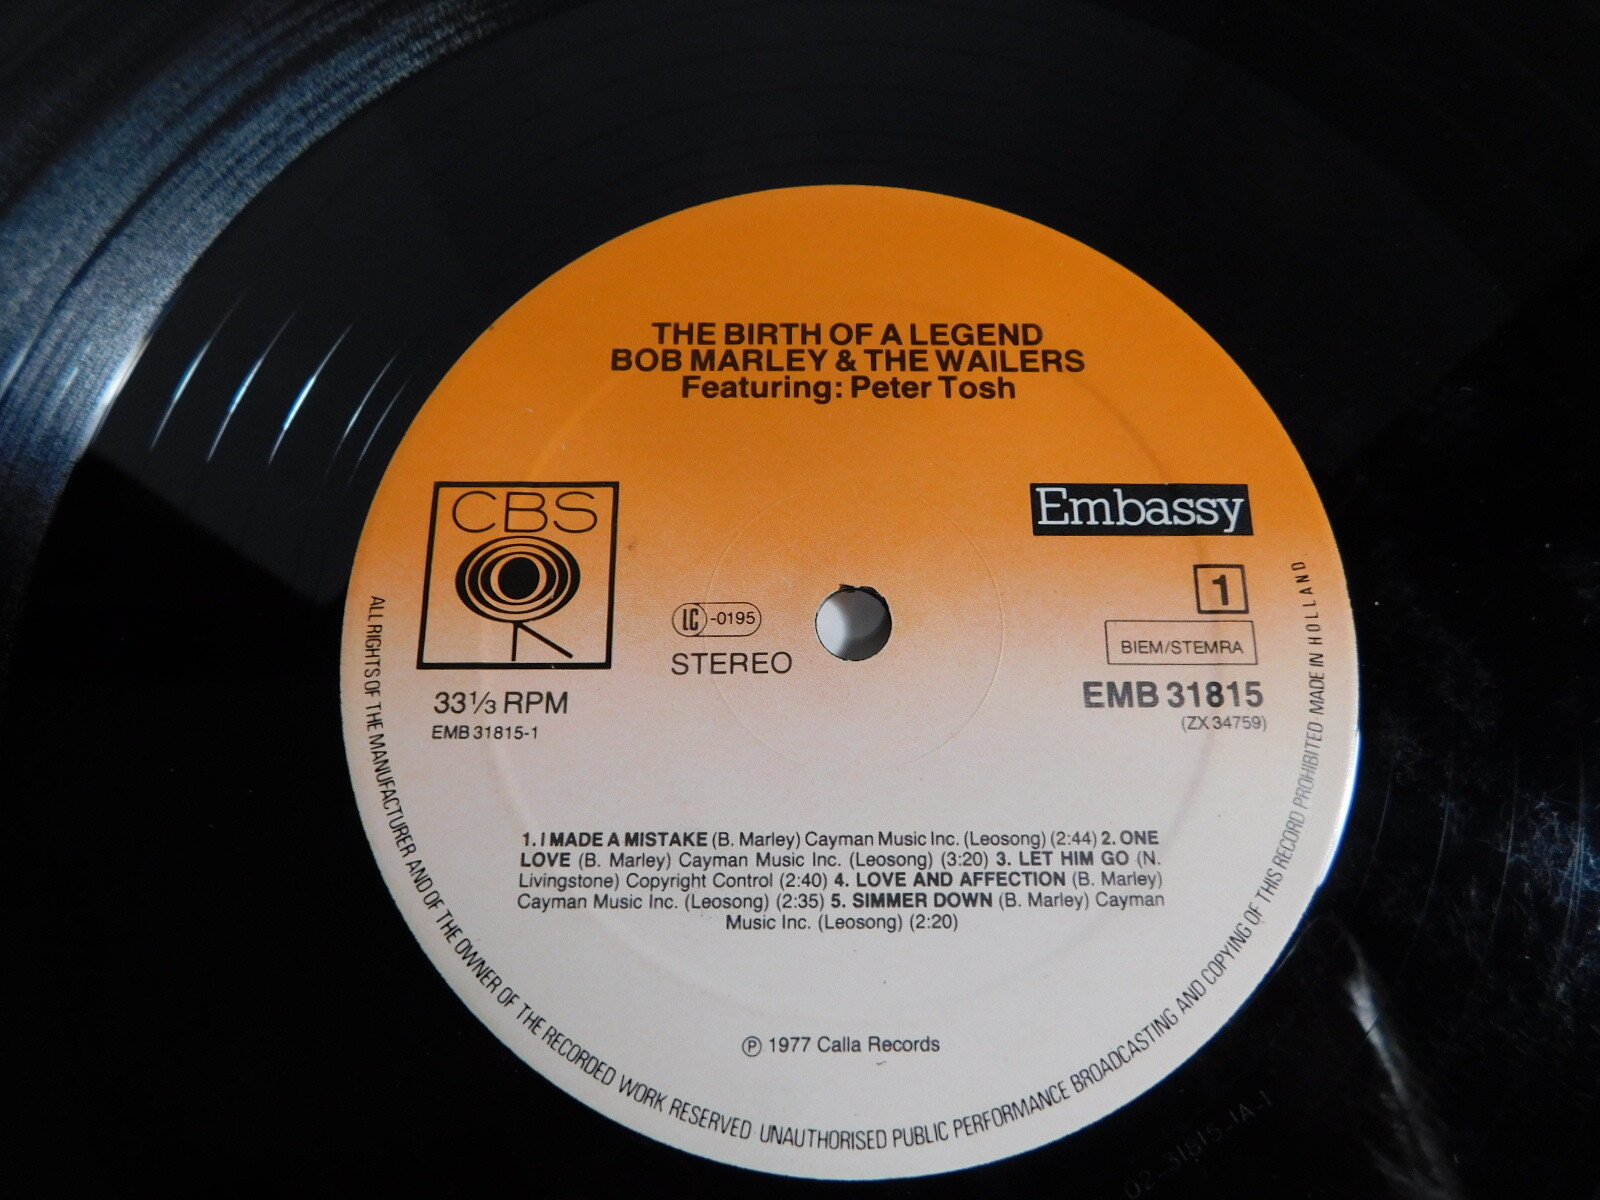 THE BIRTH OF A LEGEND
BOB MARLEY & THE WAILERS
Featuring: Peter Tosh
CBS
Embassy
1
LC -0195
STEREO
BIEM/STEMRA
33⅓ RPM
EMB 31815-1
EMB 31815
(ZX 34759)
1. I MADE A MISTAKE (B. Marley) Cayman Music Inc. (Leosong) (2:44) 2. ONE
LOVE (B. Marley) Cayman Music Inc. (Leosong) (3:20) 3. LET HIM GO (N.
Livingstone) Copyright Control (2:40) 4. LOVE AND AFFECTION (B. Marley)
Cayman Music Inc. (Leosong) (2:35) 5. SIMMER DOWN (B. Marley) Cayman
Music Inc. (Leosong) (2:20)
℗ 1977 Calla Records
ALL RIGHTS OF THE MANUFACTURER AND OF THE OWNER OF THE RECORDED WORK RESERVED · UNAUTHORISED PUBLIC PERFORMANCE BROADCASTING AND COPYING OF THIS RECORD PROHIBITED MADE IN HOLLAND
02-31815-1A-1